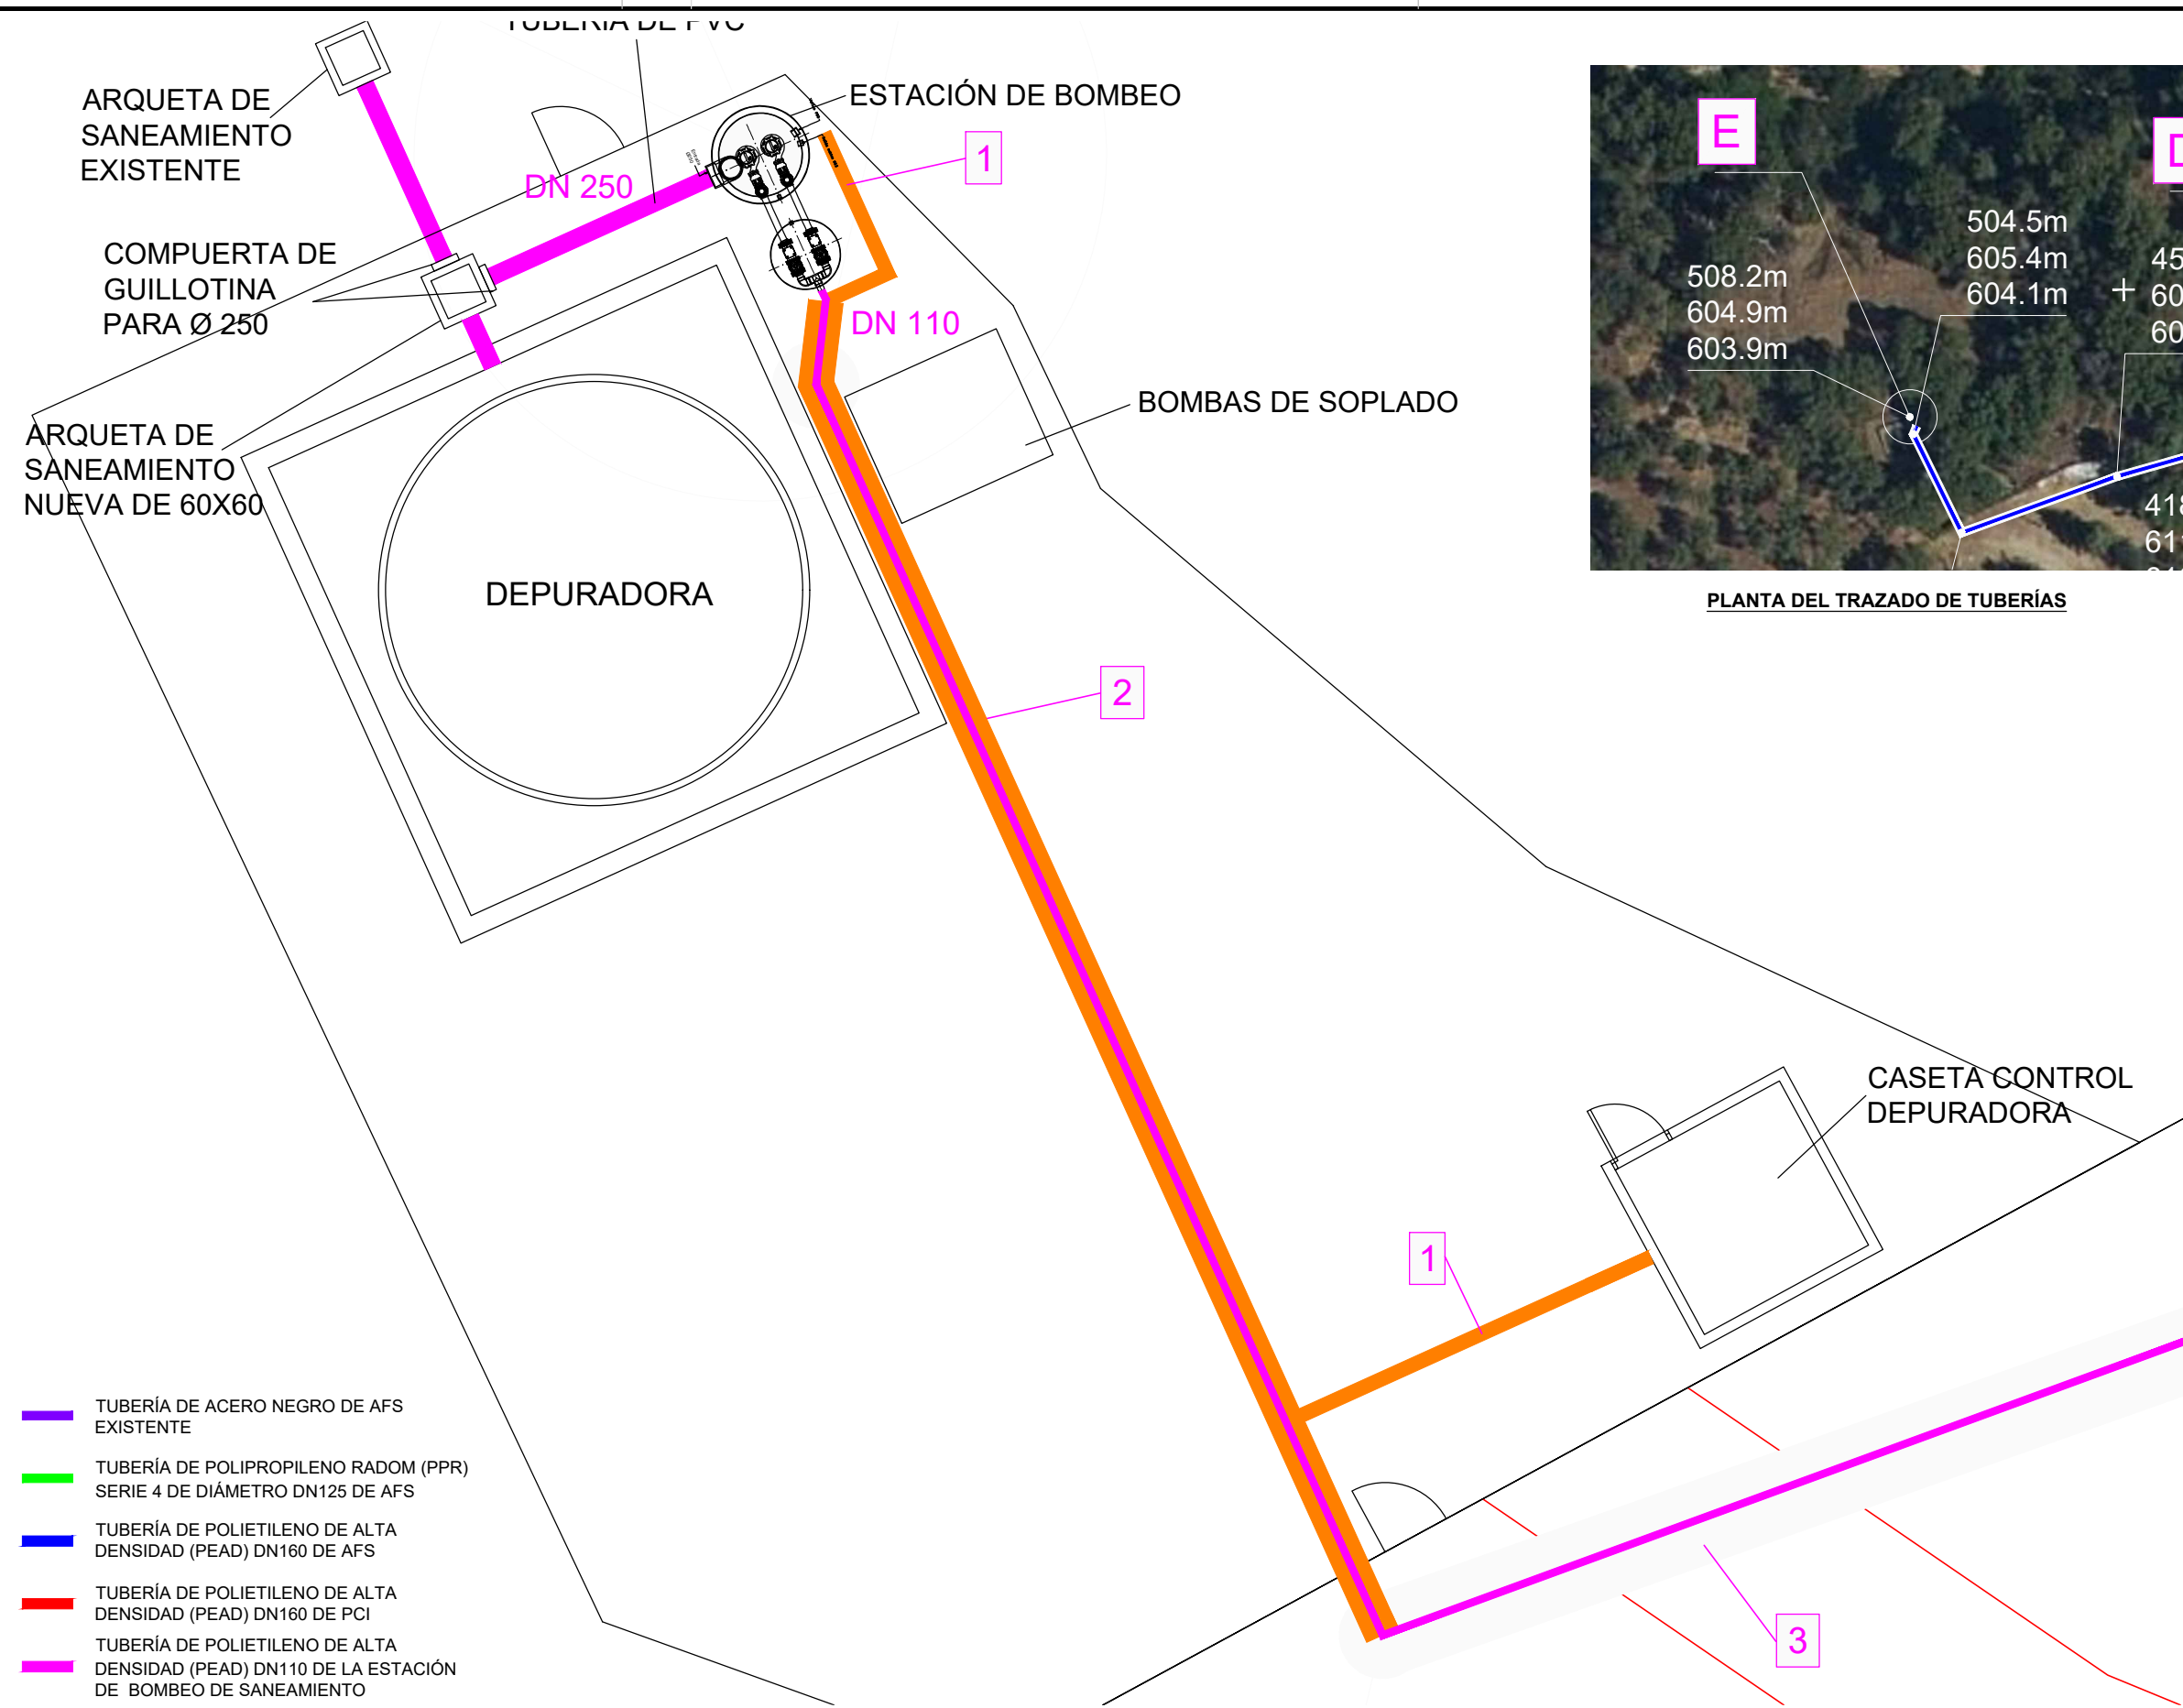 TUBERÍA DE PVC
ARQUETA DE
SANEAMIENTO
EXISTENTE
ESTACIÓN DE BOMBEO
1
DN 250
COMPUERTA DE
GUILLOTINA
PARA Ø 250
DN 110
BOMBAS DE SOPLADO
ARQUETA DE
SANEAMIENTO
NUEVA DE 60X60
DEPURADORA
2
E
504.5m
605.4m
604.1m
508.2m
604.9m
603.9m
PLANTA DEL TRAZADO DE TUBERÍAS
CASETA CONTROL
DEPURADORA
1
3
TUBERÍA DE ACERO NEGRO DE AFS
EXISTENTE
TUBERÍA DE POLIPROPILENO RADOM (PPR)
SERIE 4 DE DIÁMETRO DN125 DE AFS
TUBERÍA DE POLIETILENO DE ALTA
DENSIDAD (PEAD) DN160 DE AFS
TUBERÍA DE POLIETILENO DE ALTA
DENSIDAD (PEAD) DN160 DE PCI
TUBERÍA DE POLIETILENO DE ALTA
DENSIDAD (PEAD) DN110 DE LA ESTACIÓN
DE BOMBEO DE SANEAMIENTO